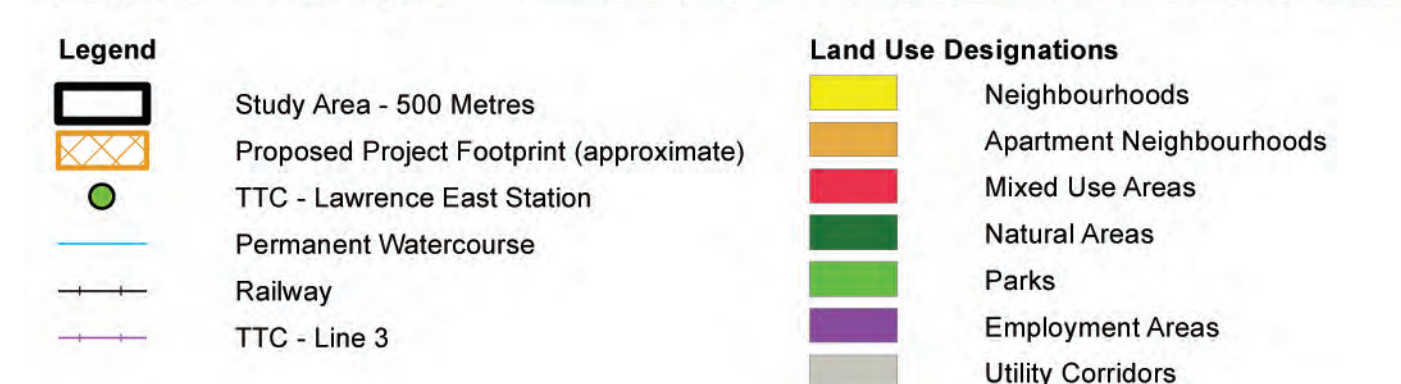 Legend
Study Area - 500 Metres
Proposed Project Footprint (approximate)
TTC - Lawrence East Station
Permanent Watercourse
Railway
TTC - Line 3
Land Use Designations
Neighbourhoods
Apartment Neighbourhoods
Mixed Use Areas
Natural Areas
Parks
Employment Areas
Utility Corridors